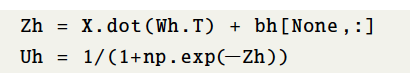 Zh = X.dot(Wh.T) + bh[None,:]
Uh = 1/(1+np.exp(−Zh))